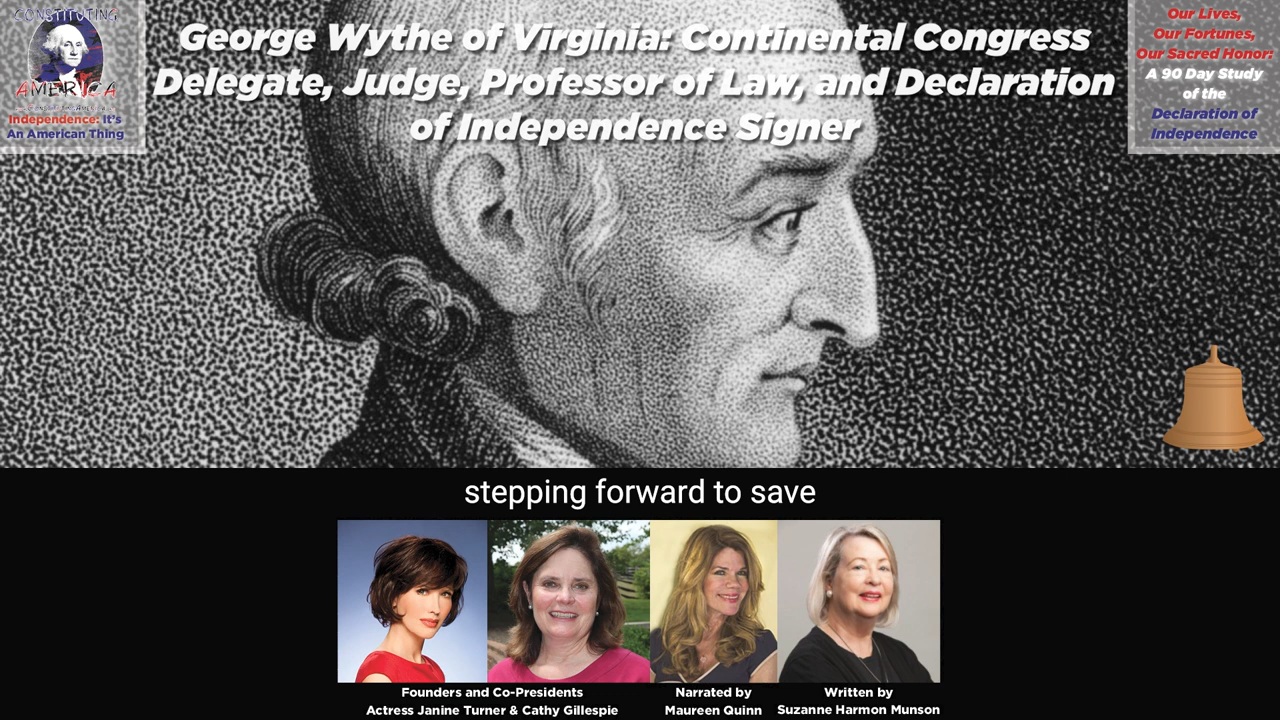 CONSTITUTING
AMERICA
Independence: It's
An American Thing
George Wythe of Virginia: Continental Congress
Delegate, Judge, Professor of Law, and Declaration
of Independence Signer
Our Lives,
Our Fortunes,
Our Sacred Honor:
A 90 Day Study
of the
Declaration of
Independence
stepping forward to save
Founders and Co-Presidents
Actress Janine Turner & Cathy Gillespie
Narrated by
Maureen Quinn
Written by
Suzanne Harmon Munson